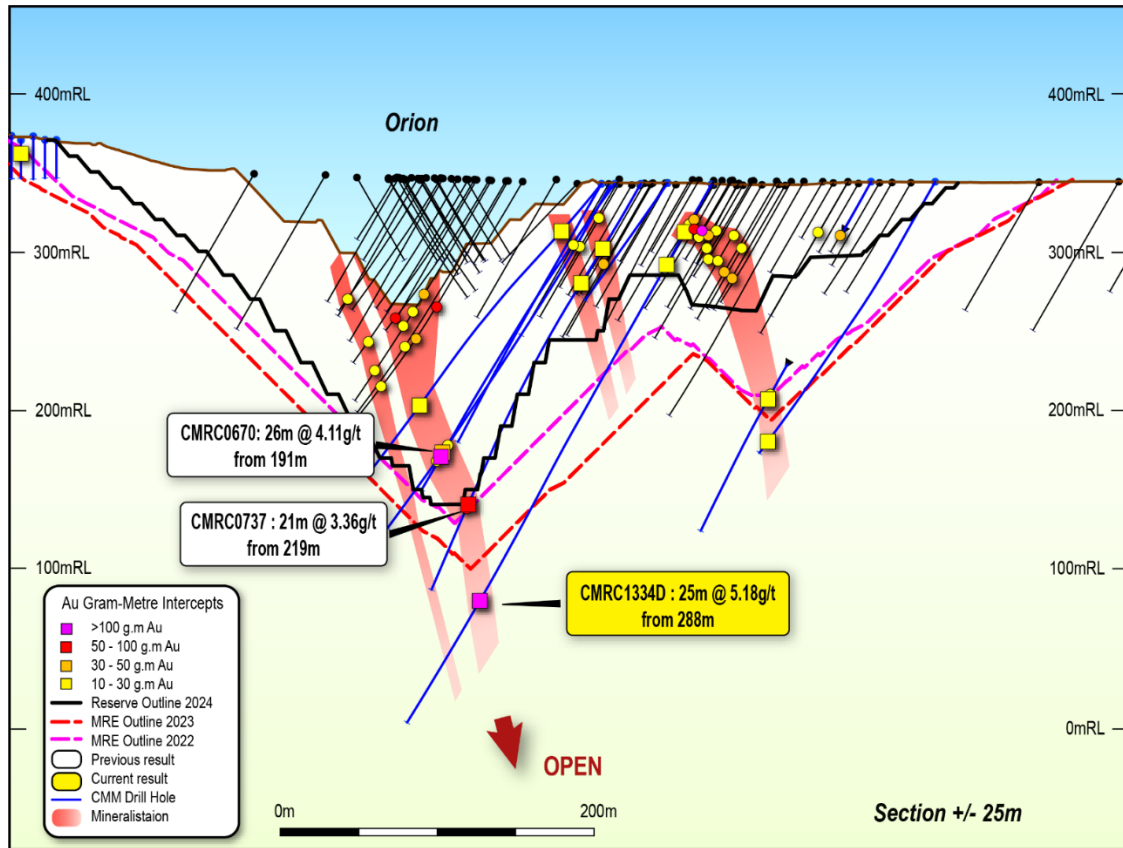 400mRL
400mRL
Orion
300mRL
300mRL
200mRL
200mRL
CMRC0670: 26m @ 4.11g/t
from 191m
CMRC0737 : 21m @ 3.36g/t
from 219m
100mRL
100mRL
CMRC1334D : 25m @ 5.18g/t
from 288m
Au Gram-Metre Intercepts
>100 g.m Au
50 - 100 g.m Au
30 - 50 g.m Au
10 - 30 g.m Au
Reserve Outline 2024
MRE Outline 2023
MRE Outline 2022
Previous result
Current result
CMM Drill Hole
Mineralistaion
0mRL
OPEN
0m
200m
Section +/- 25m